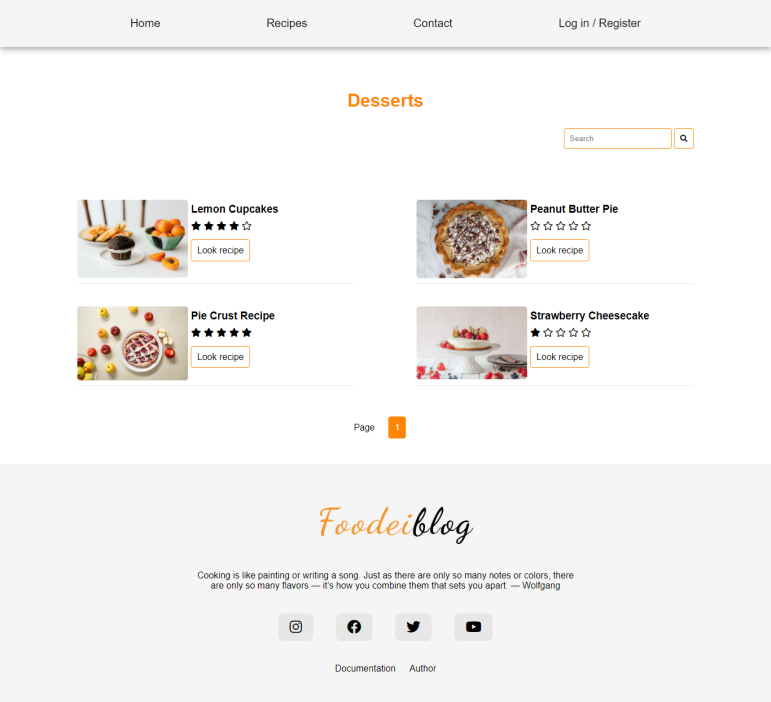 Home Recipes Contact Log in / Register
Desserts
Search
Lemon Cupcakes
Look recipe
Peanut Butter Pie
Look recipe
Pie Crust Recipe
Look recipe
Strawberry Cheesecake
Look recipe
Page 1
Foodeiblog
Cooking is like painting or writing a song. Just as there are only so many notes or colors, there
are only so many flavors — it's how you combine them that sets you apart. — Wolfgang
Documentation Author